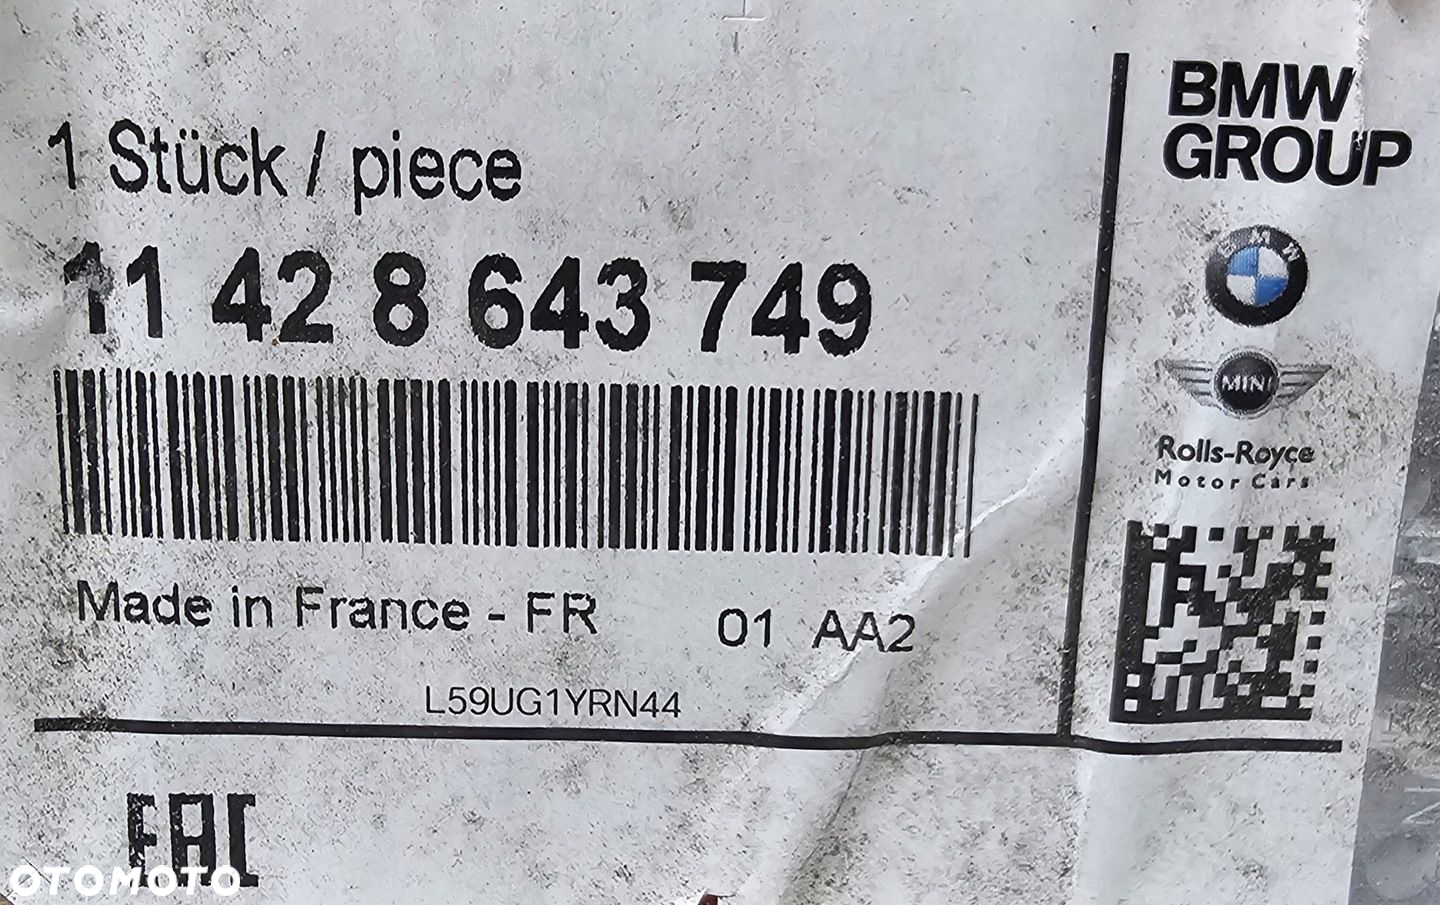 1 Stück / piece
11 42 8 643 749
Made in France - FR 01 AA2
L59UG1YRN44
BMW
GROUP
BMW
MINI
Rolls-Royce
Motor Cars
EAC
OTOMOTO